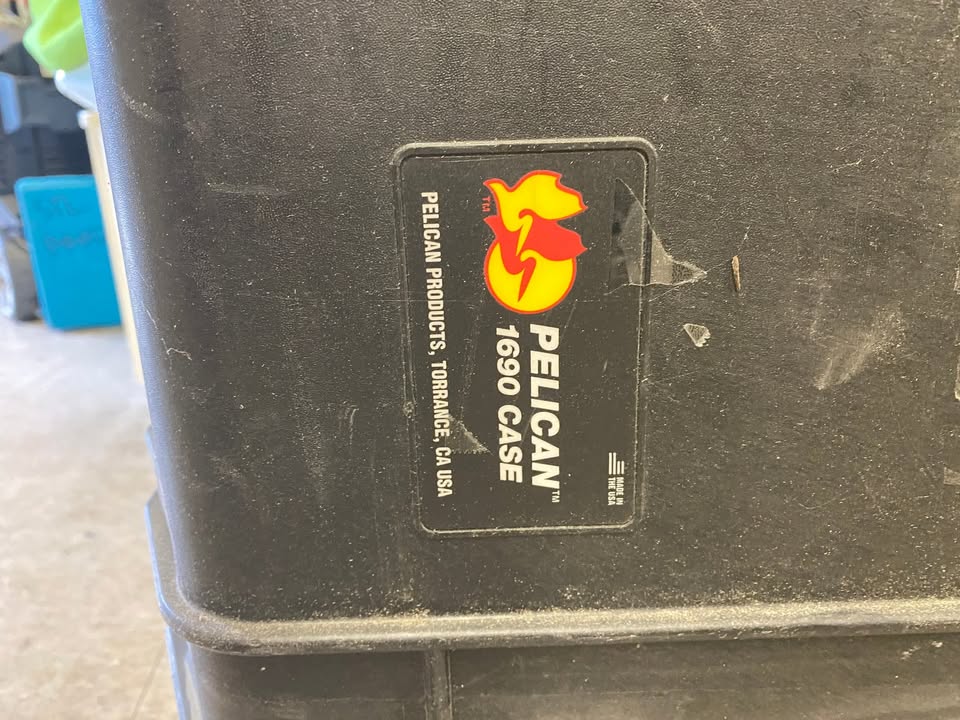 PELICAN™
1690 CASE
™
PELICAN PRODUCTS, TORRANCE, CA USA
MADE IN
THE USA